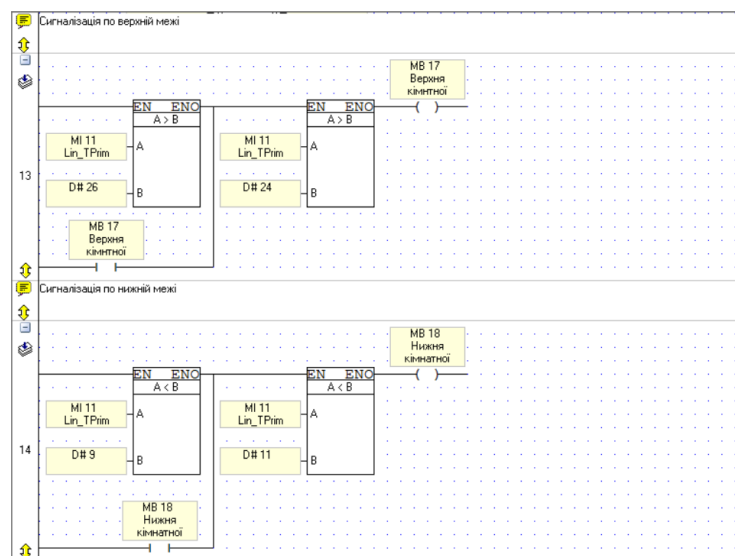 Сигналізація по верхній межі
MB 17
Верхня
кімнтної
EN ENO
A > B
EN ENO
A > B
MI 11
Lin_TPrim
A
MI 11
Lin_TPrim
A
13
D# 26
B
D# 24
B
MB 17
Верхня
кімнтної
Сигналізація по нижній межі
MB 18
Нижня
кімнатної
EN ENO
A < B
EN ENO
A < B
MI 11
Lin_TPrim
A
MI 11
Lin_TPrim
A
14
D# 9
B
D# 11
B
MB 18
Нижня
кімнатної